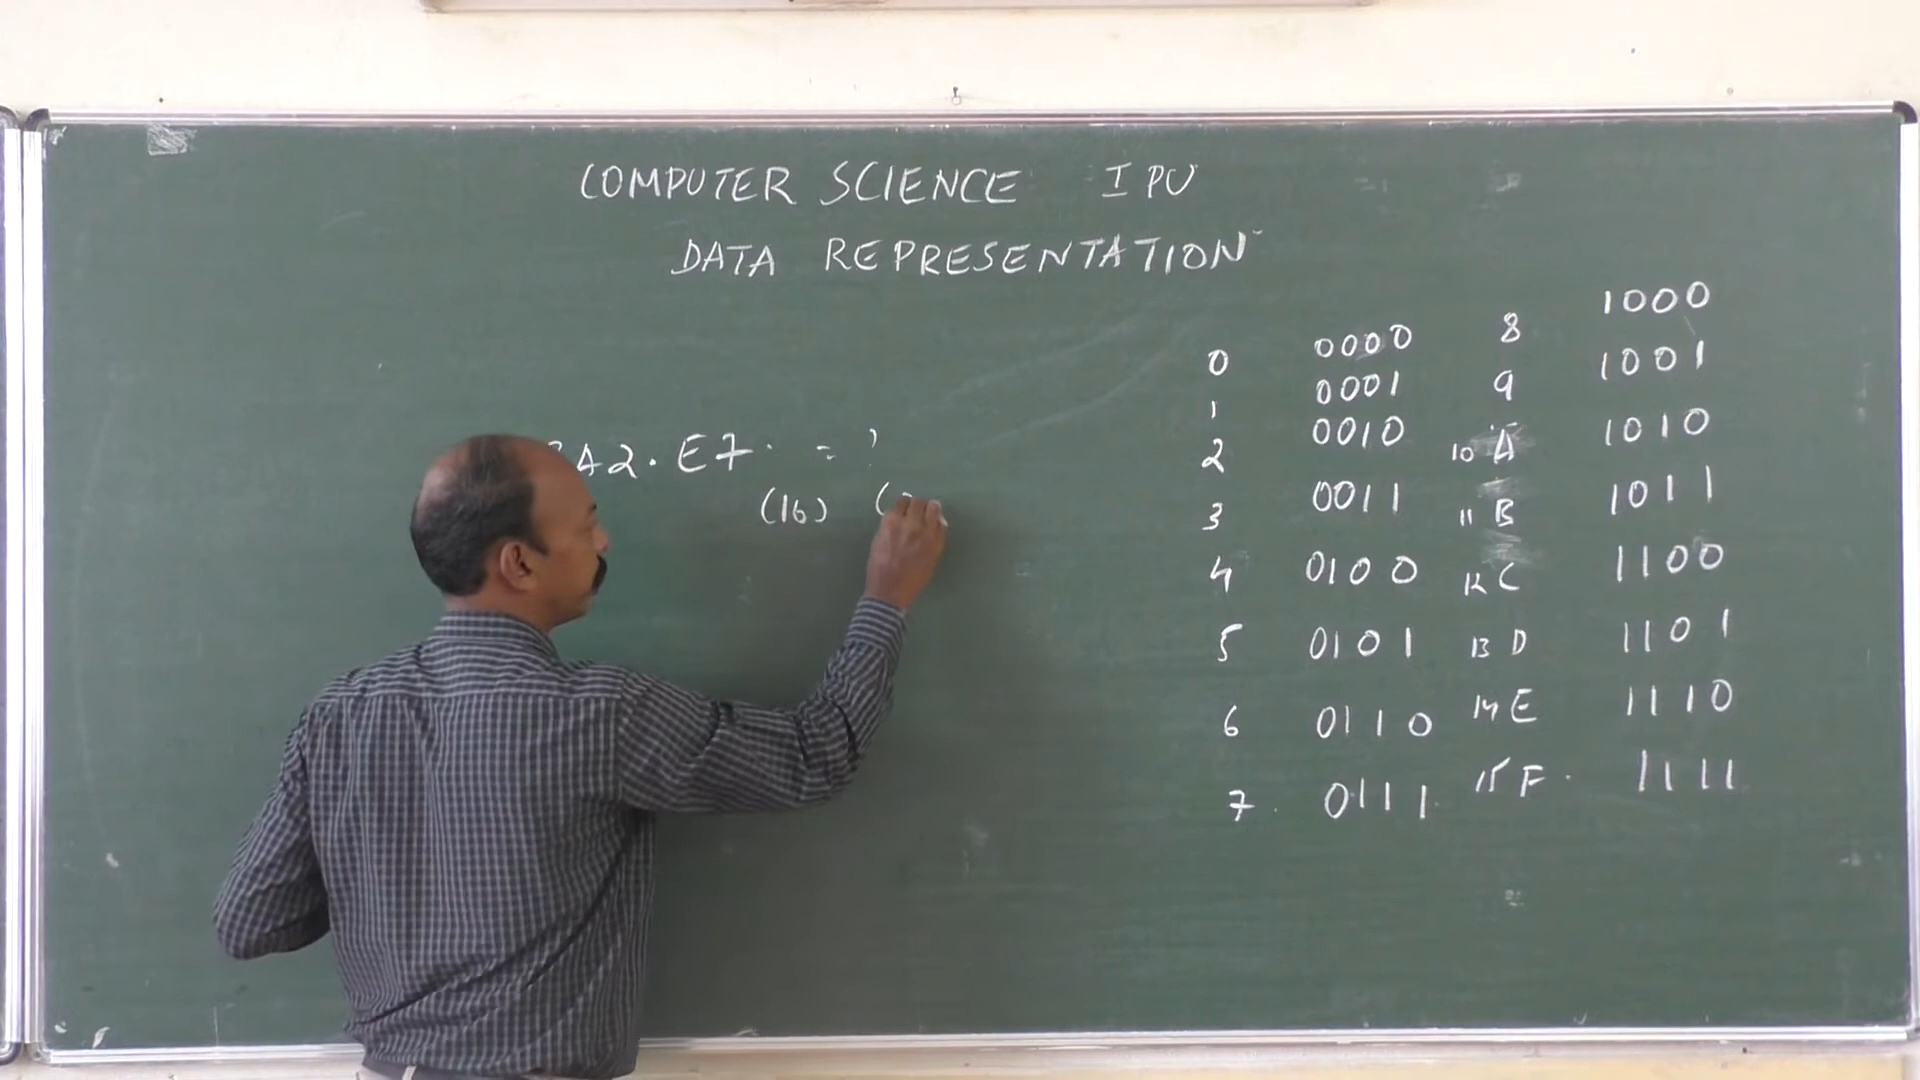 COMPUTER SCIENCE I PU
DATA REPRESENTATION
A2. E7. = ?
(16) (
0 0000 8 1000
1 0001 9 1001
2 0010 10 A 1010
3 0011 11 B 1011
4 0100 12 C 1100
5 0101 13 D 1101
6 0110 14 E 1110
7. 0111 15 F. 1111